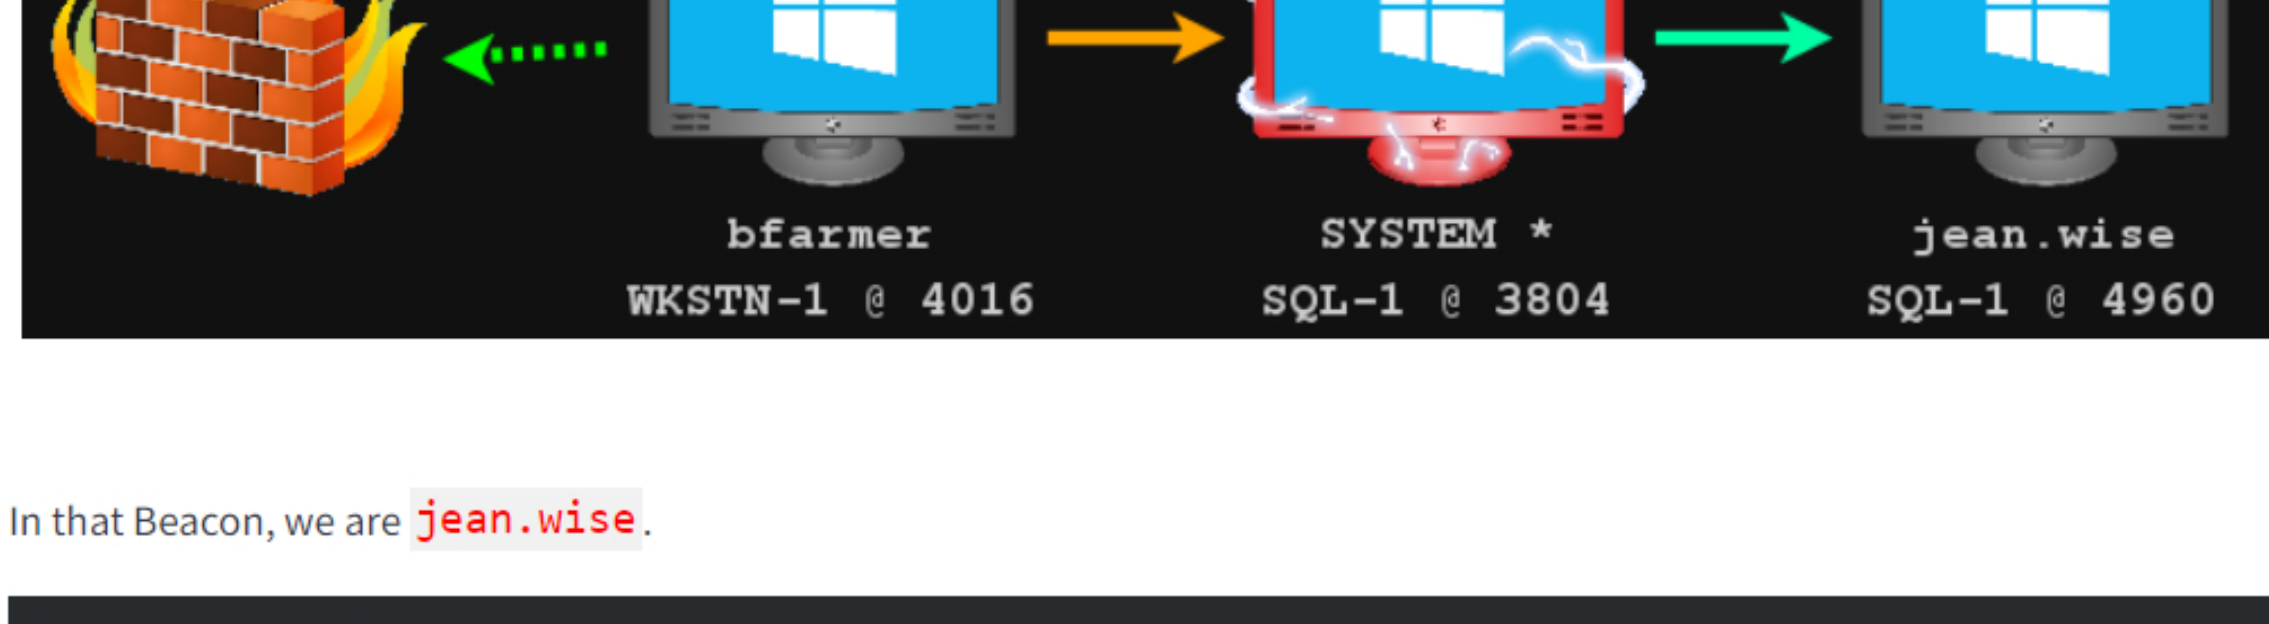 bfarmer SYSTEM * jean.wise
WKSTN-1 @ 4016 SQL-1 @ 3804 SQL-1 @ 4960
In that Beacon, we are jean.wise.